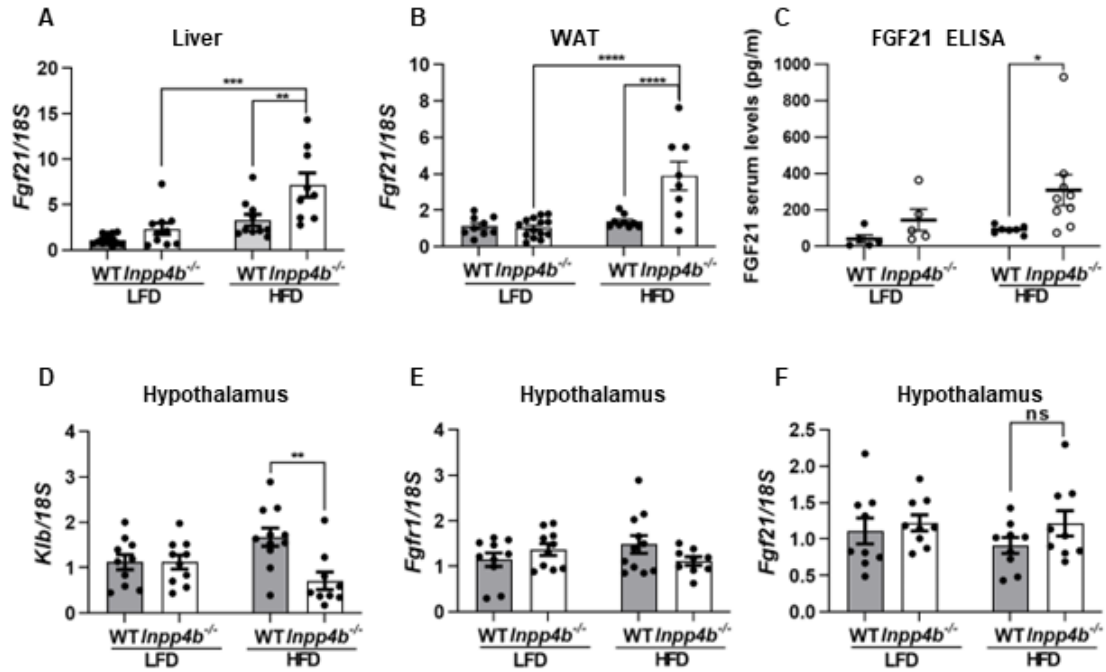 A
Liver
Fgf21/18S
20
15
10
5
0
***
**
WT Inpp4b-/- WT Inpp4b-/-
LFD HFD
B
WAT
Fgf21/18S
10
8
6
4
2
0
****
****
WT Inpp4b-/- WT Inpp4b-/-
LFD HFD
C
FGF21 ELISA
FGF21 serum levels (pg/m)
1000
800
600
400
200
0
*
WT Inpp4b-/- WT Inpp4b-/-
LFD HFD
D
Hypothalamus
Klb/18S
4
3
2
1
0
**
WT Inpp4b-/- WT Inpp4b-/-
LFD HFD
E
Hypothalamus
Fgfr1/18S
4
3
2
1
0
WT Inpp4b-/- WT Inpp4b-/-
LFD HFD
F
Hypothalamus
Fgf21/18S
2.5
2.0
1.5
1.0
0.5
0.0
ns
WT Inpp4b-/- WT Inpp4b-/-
LFD HFD